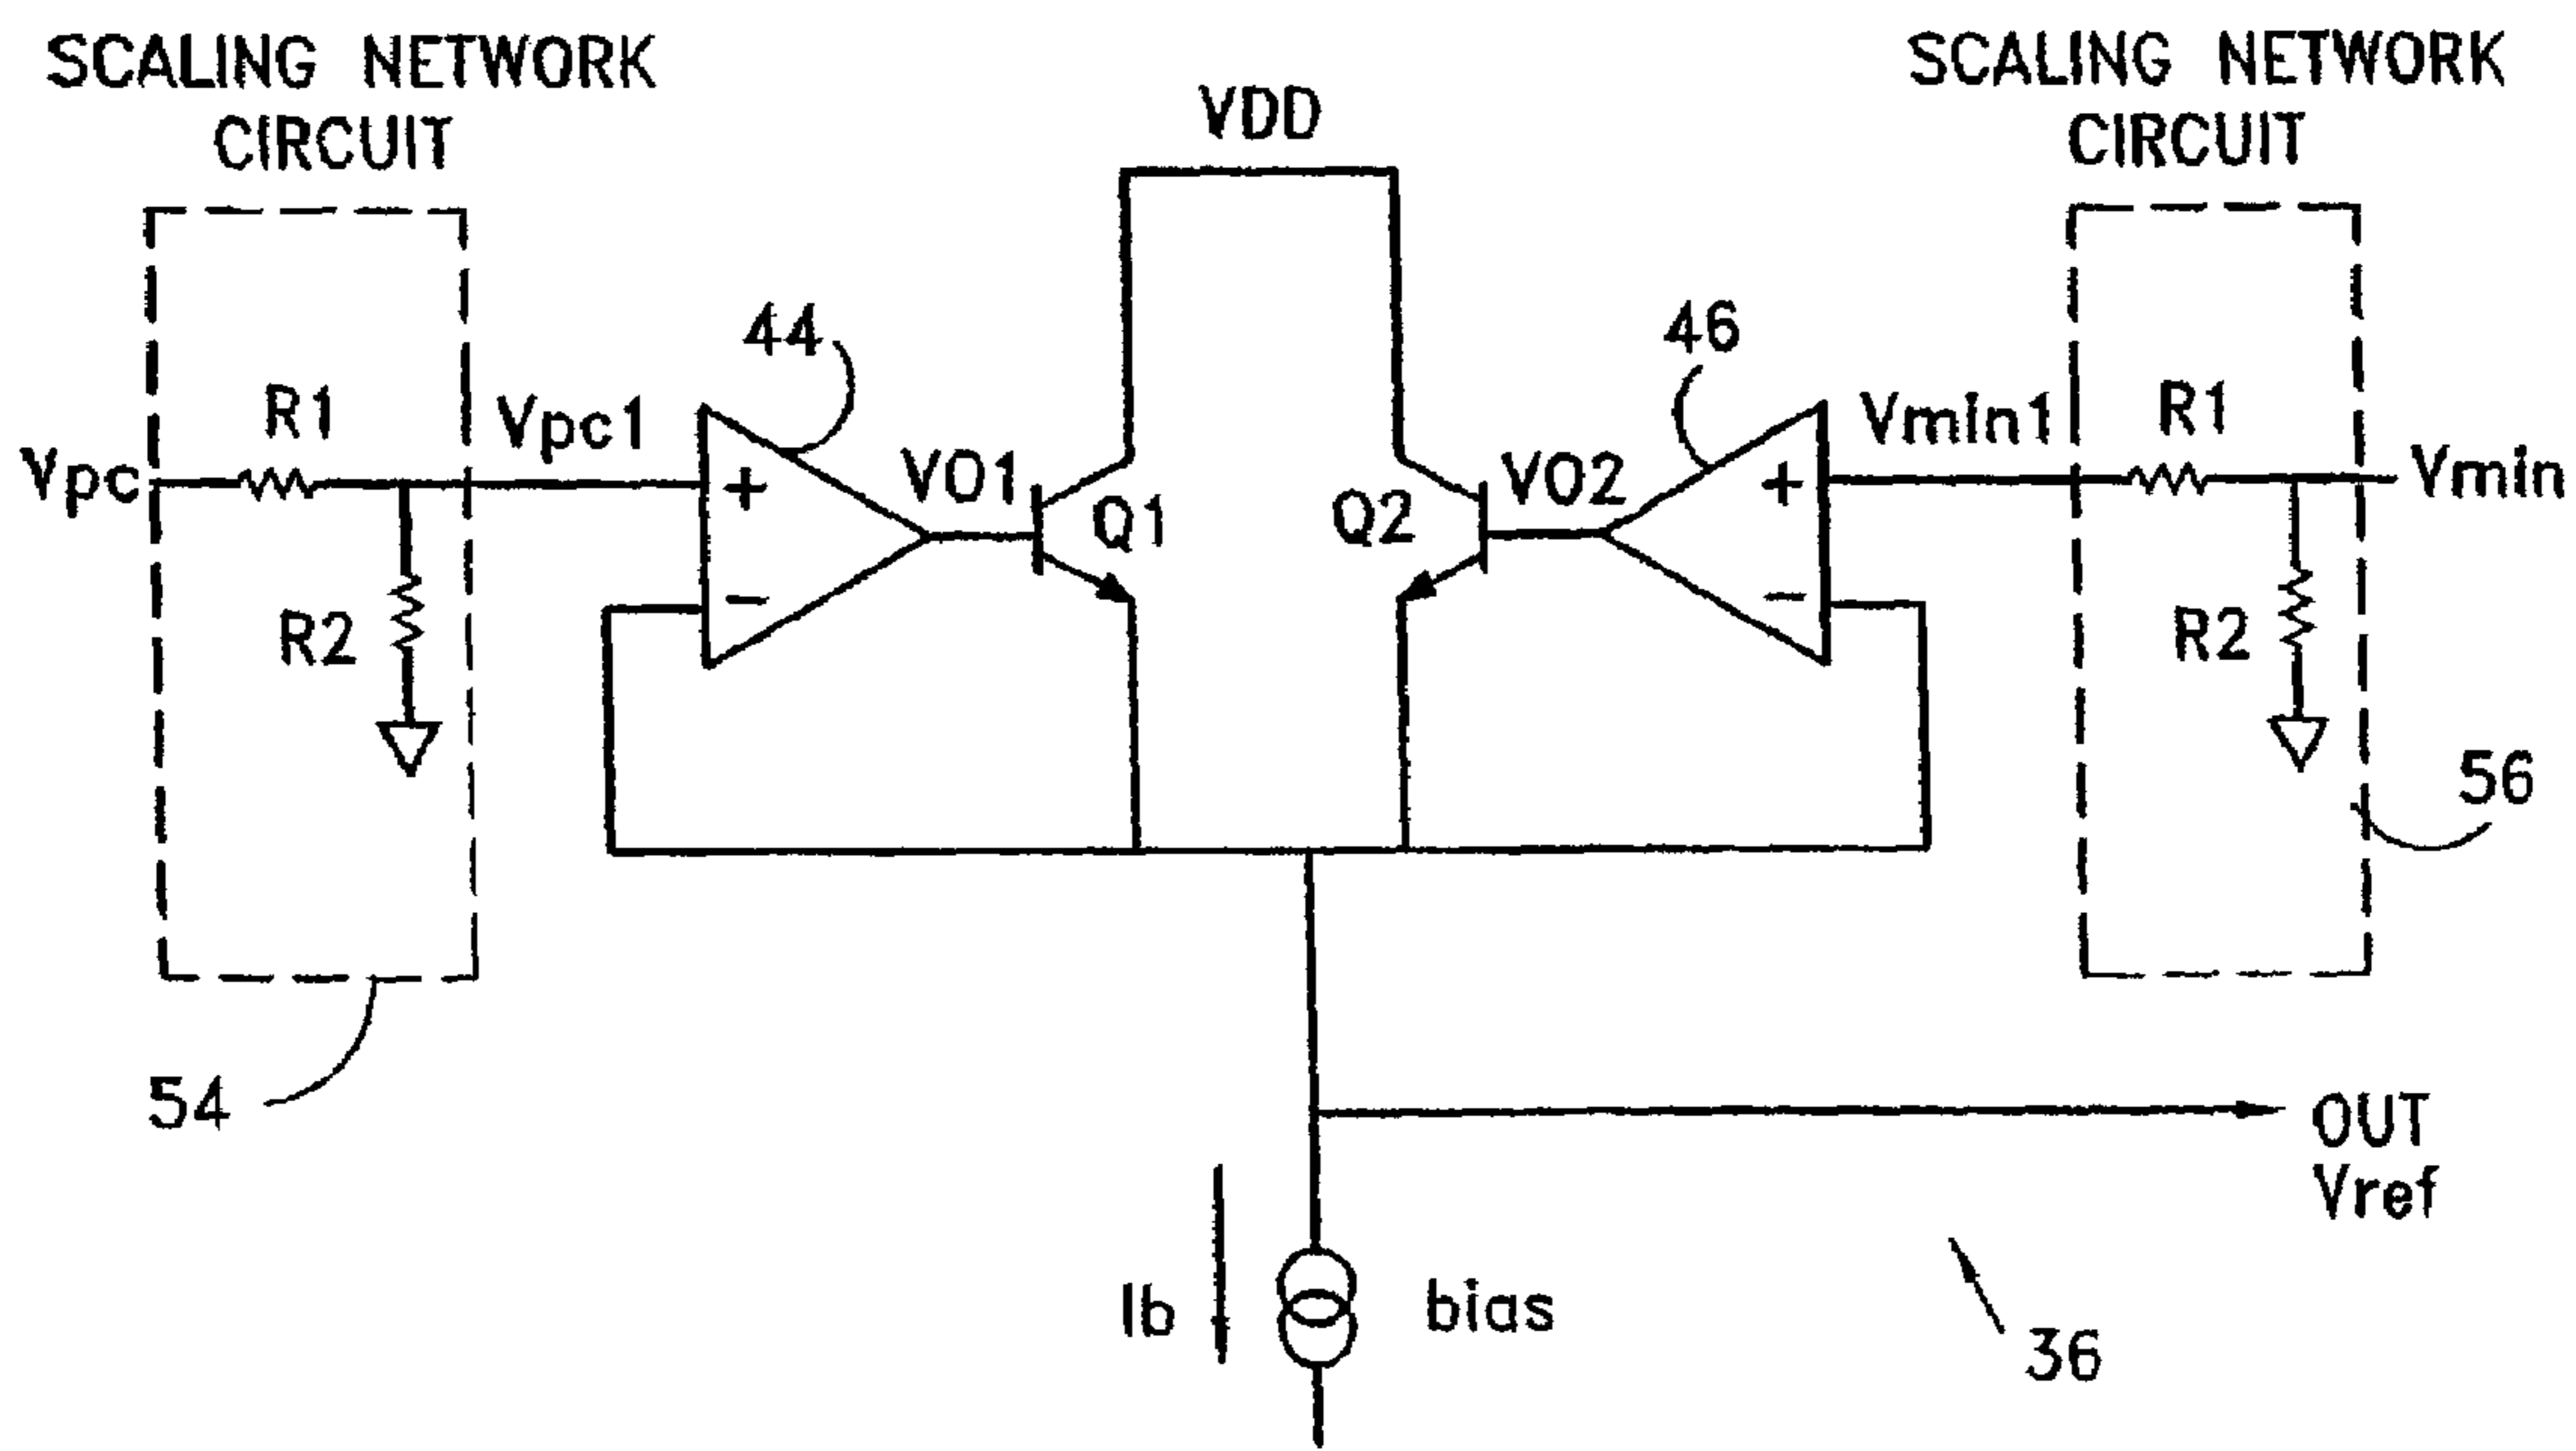 SCALING NETWORK
CIRCUIT
SCALING NETWORK
CIRCUIT
VDD
44
46
R1
Vpc1
Vmin1
R1
Vpc
+
VO1
Q1
Q2
VO2
+
Vmin
R2
−
−
R2
56
54
OUT
Vref
Ib
bias
36